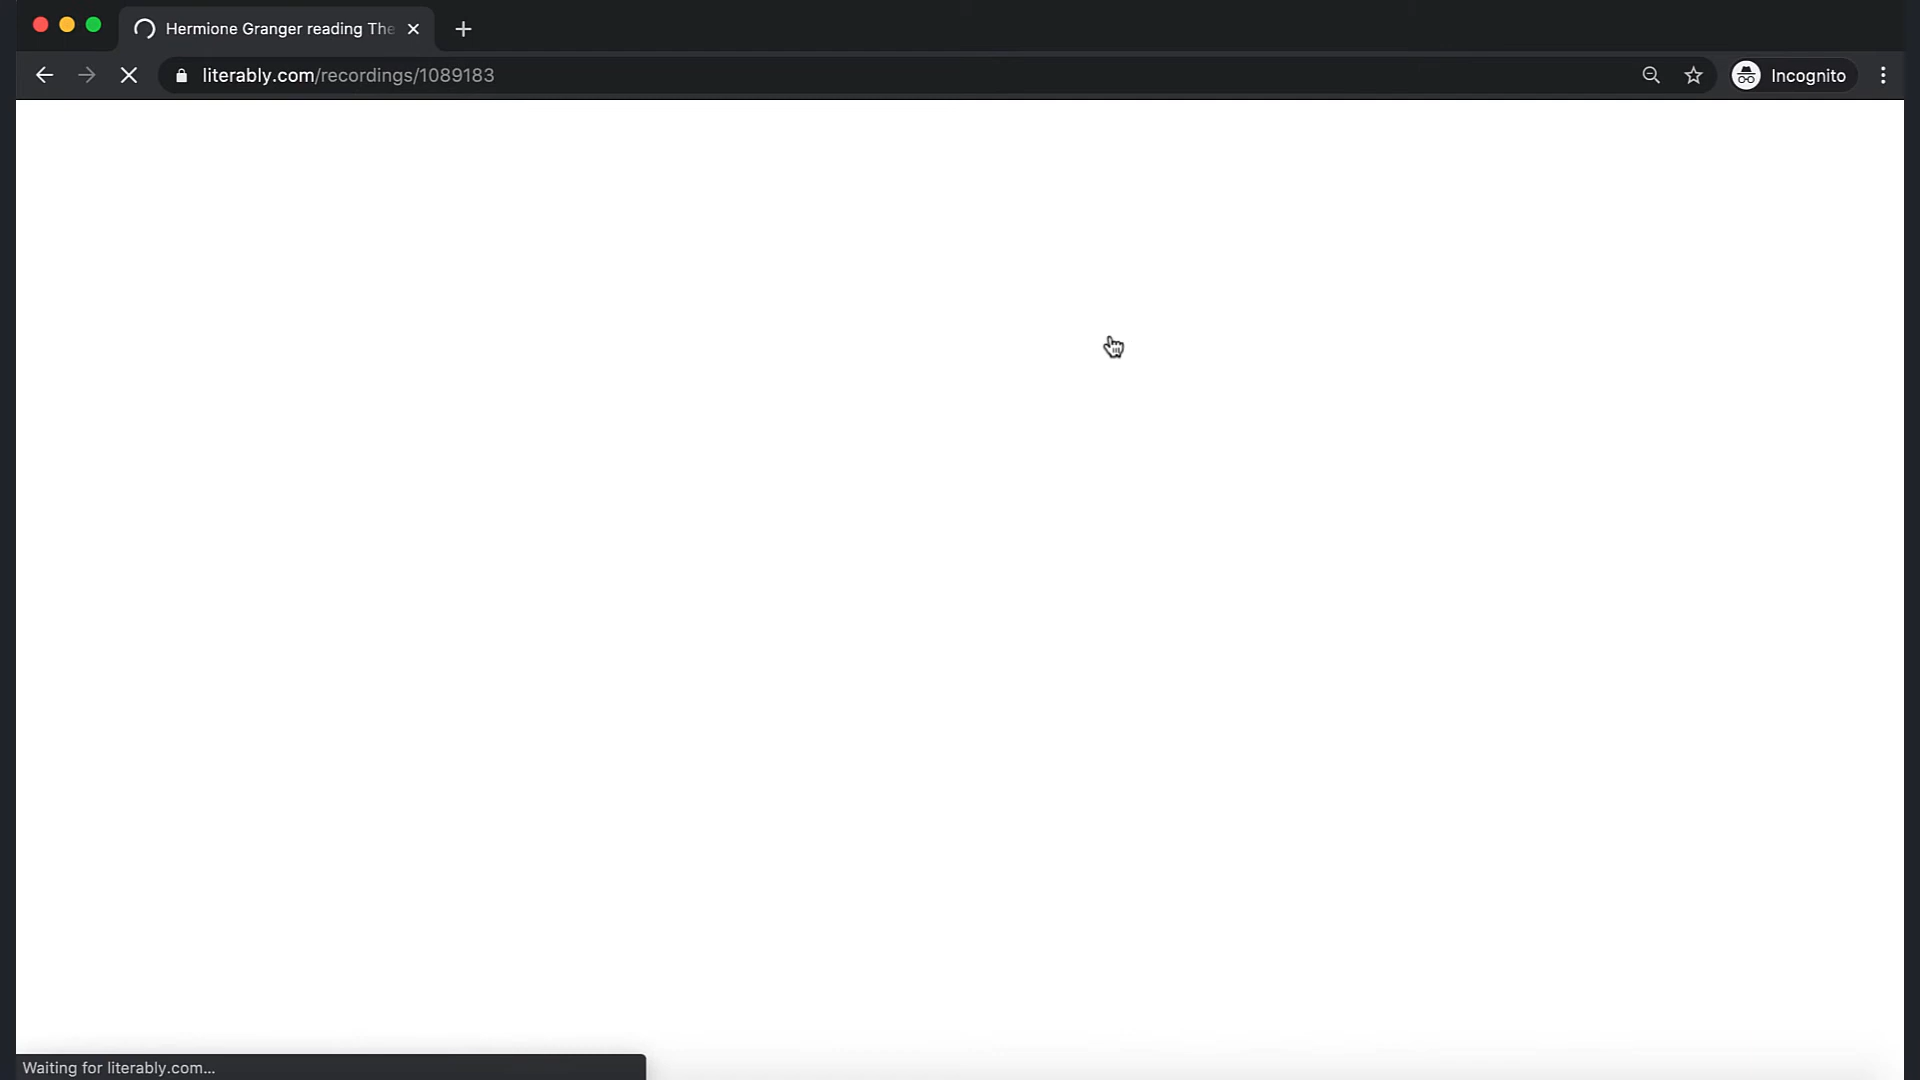 Hermione Granger reading The
literably.com/recordings/1089183
Incognito
Waiting for literably.com...